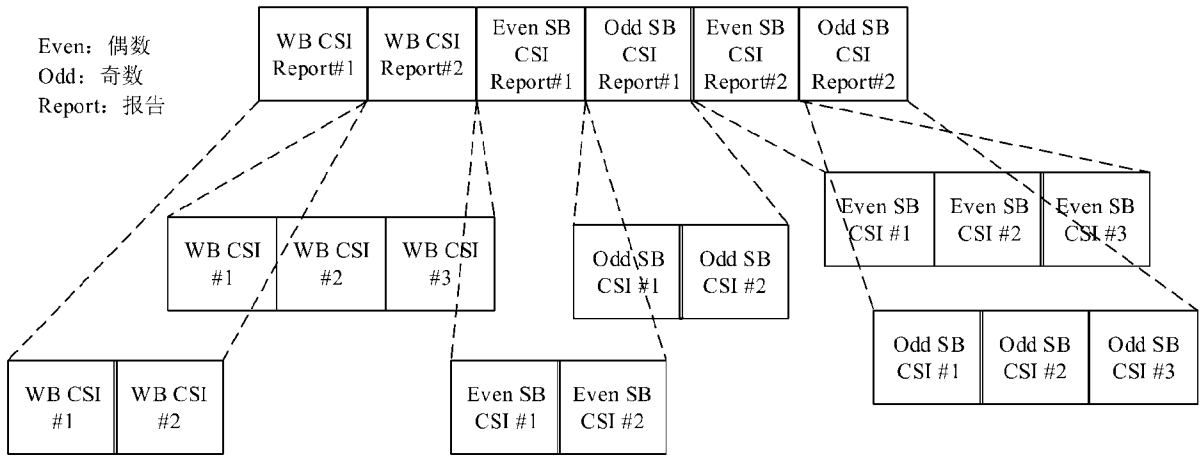 Even：偶数
Odd：奇数
Report：报告
WB CSI
Report#1
WB CSI
Report#2
Even SB
CSI
Report#1
Odd SB
CSI
Report#1
Even SB
CSI
Report#2
Odd SB
CSI
Report#2
Even SB
CSI #1
Even SB
CSI #2
Even SB
CSI #3
WB CSI
#1
WB CSI
#2
WB CSI
#3
Odd SB
CSI #1
Odd SB
CSI #2
Odd SB
CSI #1
Odd SB
CSI #2
Odd SB
CSI #3
WB CSI
#1
WB CSI
#2
Even SB
CSI #1
Even SB
CSI #2